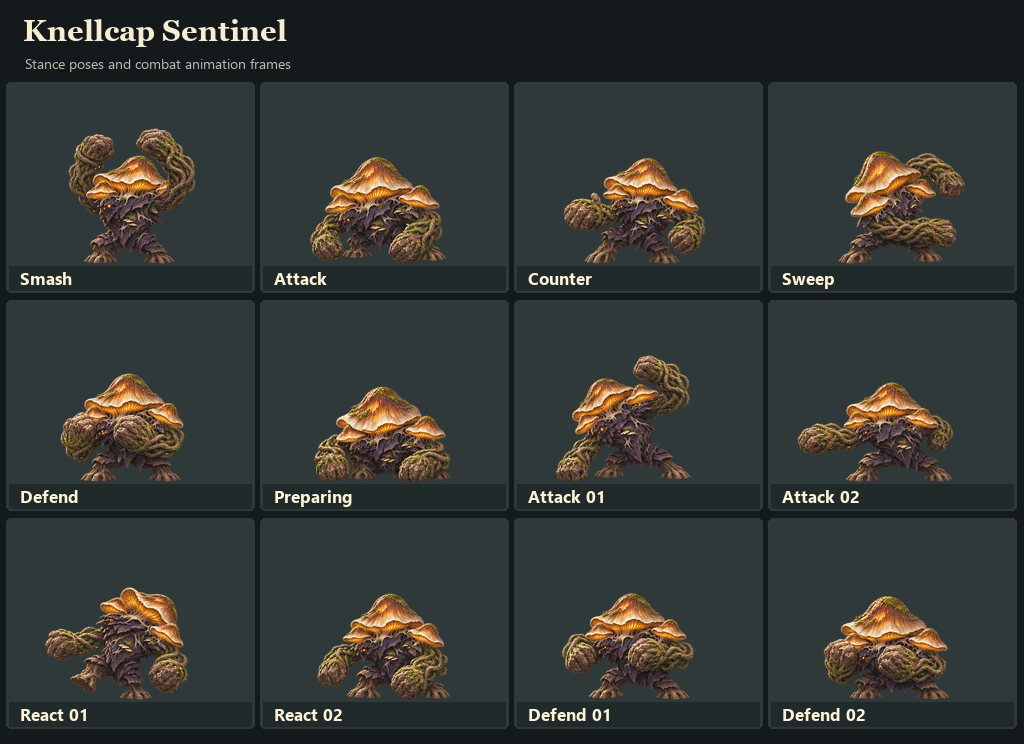 Knellcap Sentinel
Stance poses and combat animation frames
Smash
Attack
Counter
Sweep
Defend
Preparing
Attack 01
Attack 02
React 01
React 02
Defend 01
Defend 02